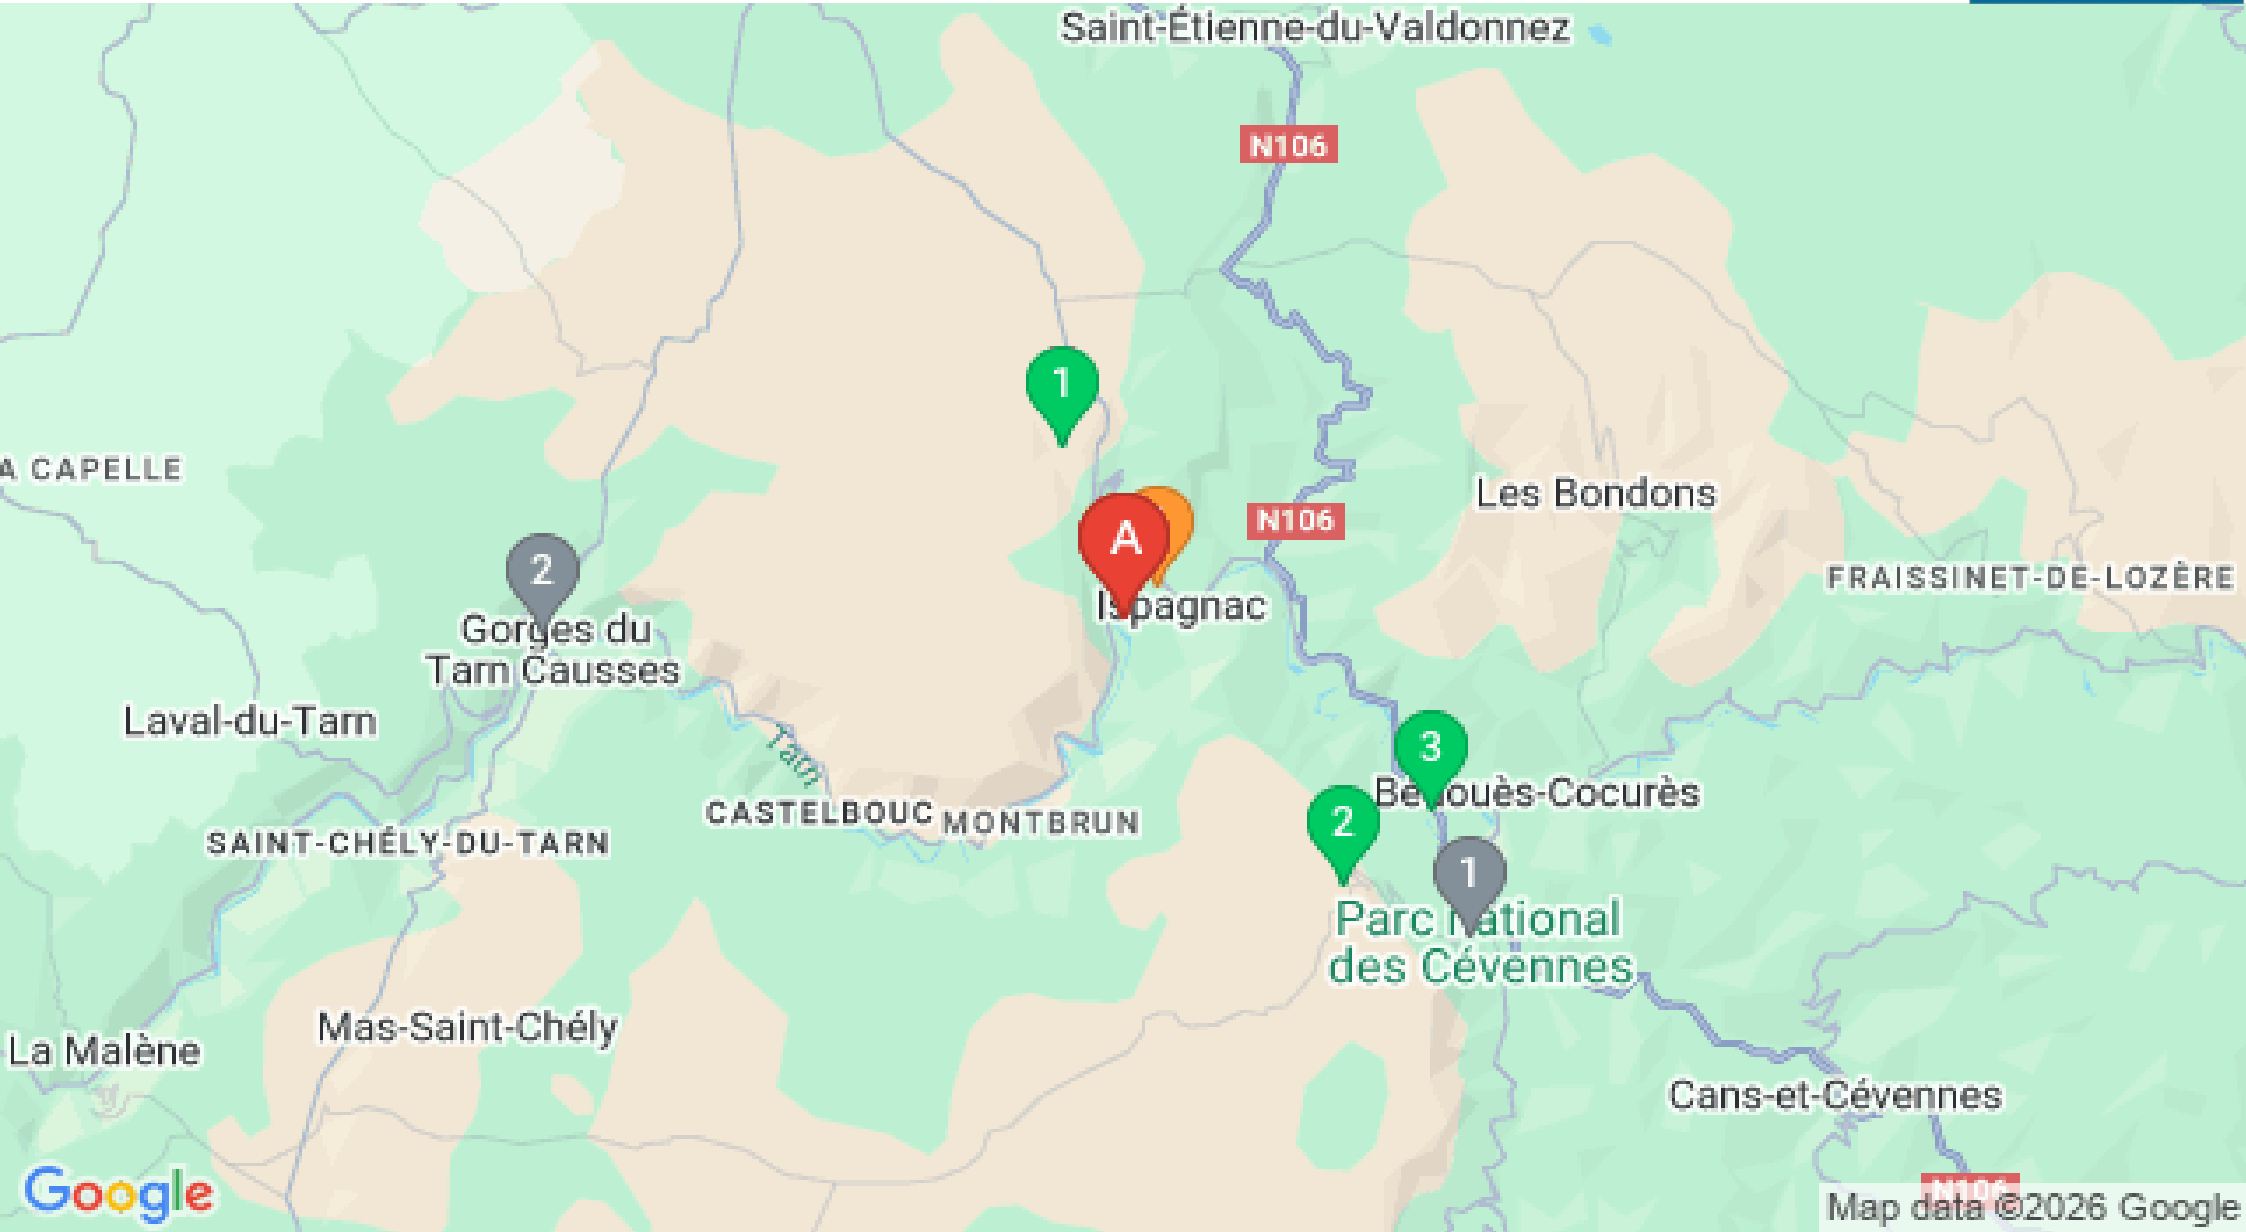 Saint-Étienne-du-Valdonnez
N106
1
A CAPELLE
Les Bondons
N106
A
2
Ispagnac
FRAISSINET-DE-LOZÈRE
Gorges du
Tarn Causses
Laval-du-Tarn
Tarn
3
CASTELBOUC
MONTBRUN
Bédouès-Cocurès
2
SAINT-CHÉLY-DU-TARN
1
Parc national
des Cévennes
Mas-Saint-Chély
La Malène
Cans-et-Cévennes
N106
Google
Map data ©2026 Google